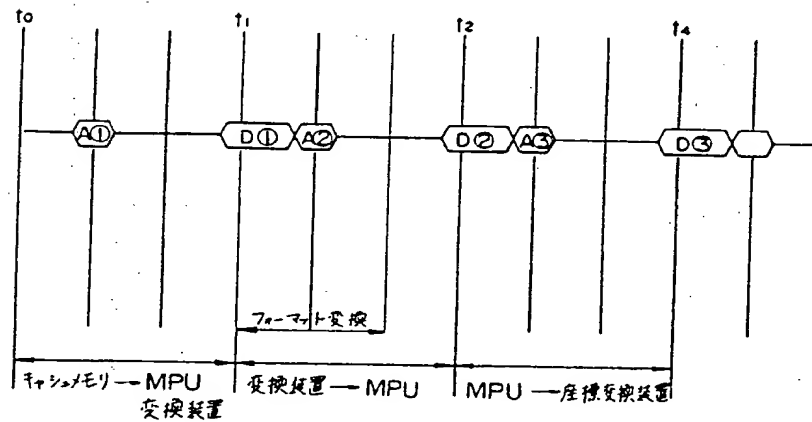 t0 t1 t2 t4
A① D① A② D② A③ D③
フォーマット変換
キャシュメモリ—MPU 変換装置—MPU MPU—座標変換装置
変換装置